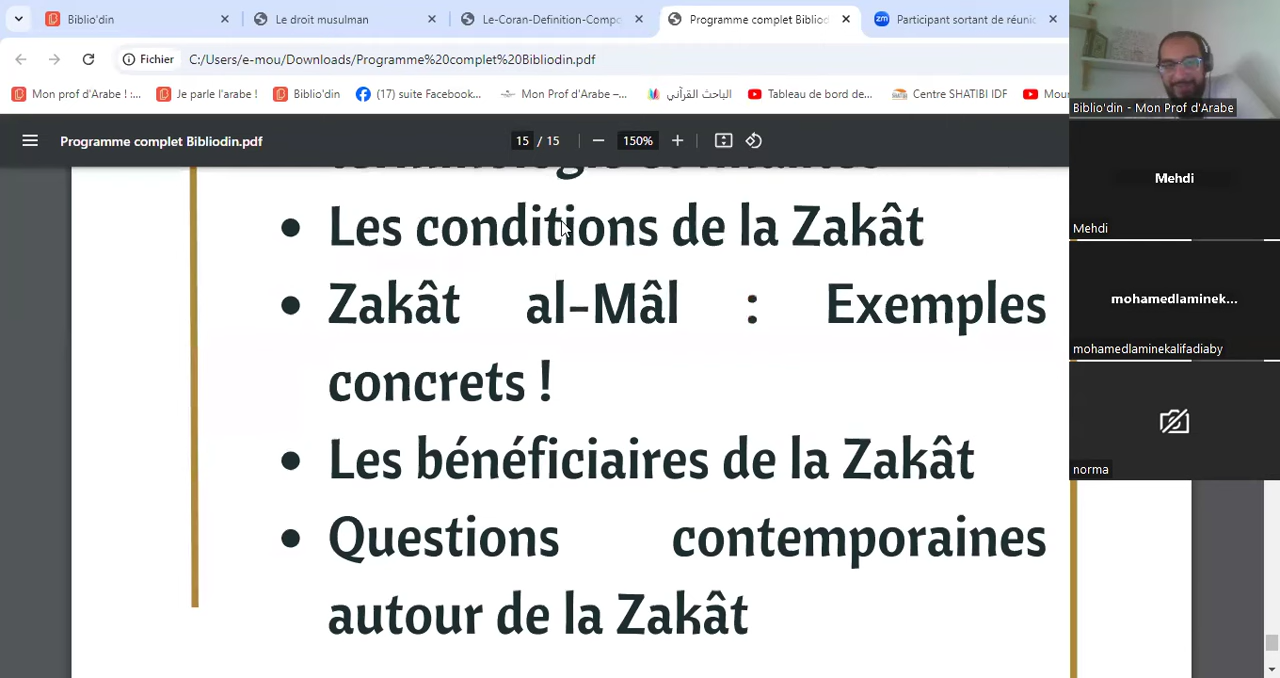 Biblio'din
Le droit musulman
Le-Coran-Definition-Compo
Programme complet Bibliod
zm Participant sortant de réunio
Fichier C:/Users/e-mou/Downloads/Programme%20complet%20Bibliodin.pdf
Mon prof d'Arabe ! :... Je parle l'arabe ! Biblio'din (17) suite Facebook... Mon Prof d'Arabe –... الباحث القرآني Tableau de bord de... Centre SHATIBI IDF Mour
Programme complet Bibliodin.pdf 15 / 15 150%
Les conditions de la Zakât
Zakât al-Mâl : Exemples
concrets !
Les bénéficiaires de la Zakât
Questions contemporaines
autour de la Zakât
Biblio'din - Mon Prof d'Arabe
Mehdi
Mehdi
mohamedlaminek...
mohamedlaminekalifadiaby
norma